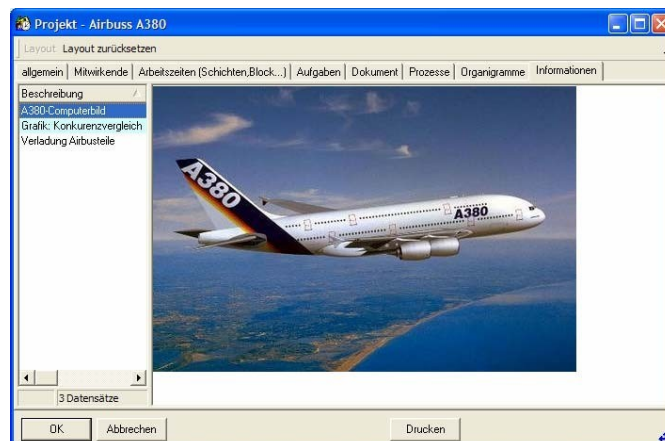 Projekt - Airbuss A380
Layout Layout zurücksetzen
allgemein Mitwirkende Arbeitszeiten (Schichten,Block...) Aufgaben Dokument Prozesse Organigramme Informationen
Beschreibung
A380-Computerbild
Grafik: Konkurenzvergleich
Verladung Airbusteile
A380
A380
3 Datensätze
OK Abbrechen Drucken